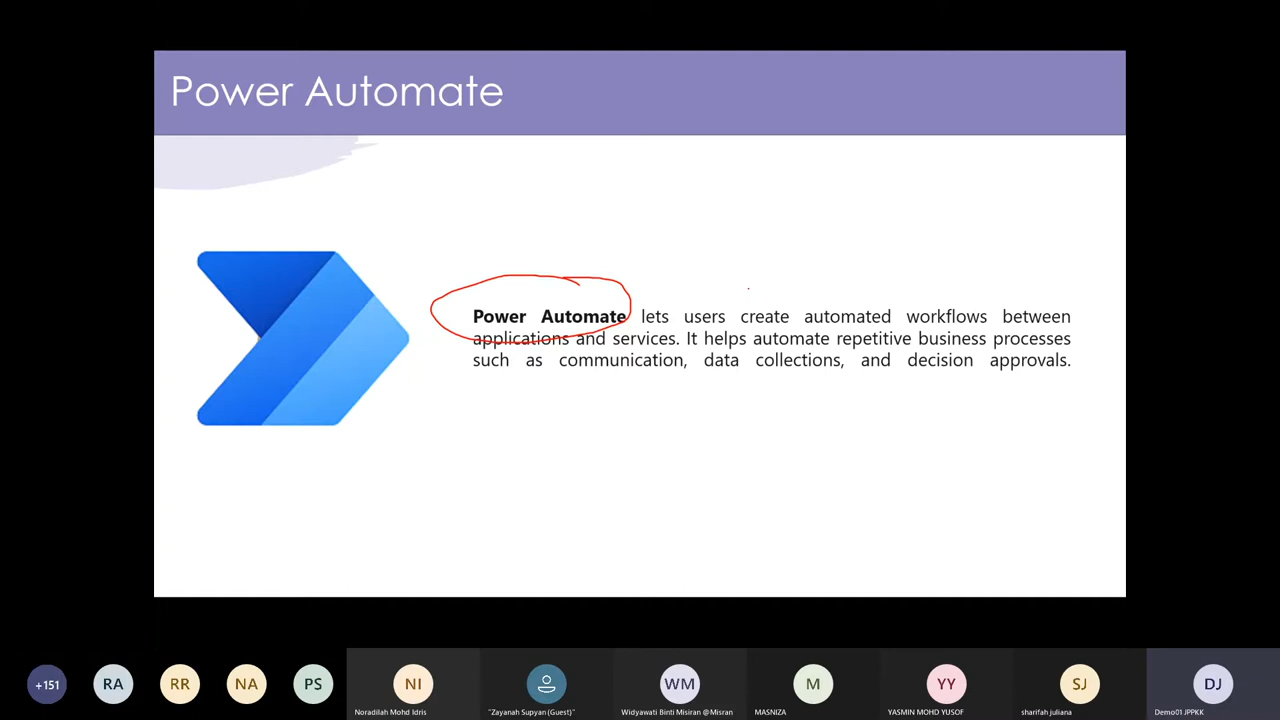 Power Automate
Power Automate lets users create automated workflows between
applications and services. It helps automate repetitive business processes
such as communication, data collections, and decision approvals.
+151
RA
RR
NA
PS
NI
WM
M
YY
SJ
DJ
Noradilah Mohd Idris
"Zayanah Supyan (Guest)"
Widyawati Binti Misiran @Misran
MASNIZA
YASMIN MOHD YUSOF
sharifah juliana
Demo01 JPPKK